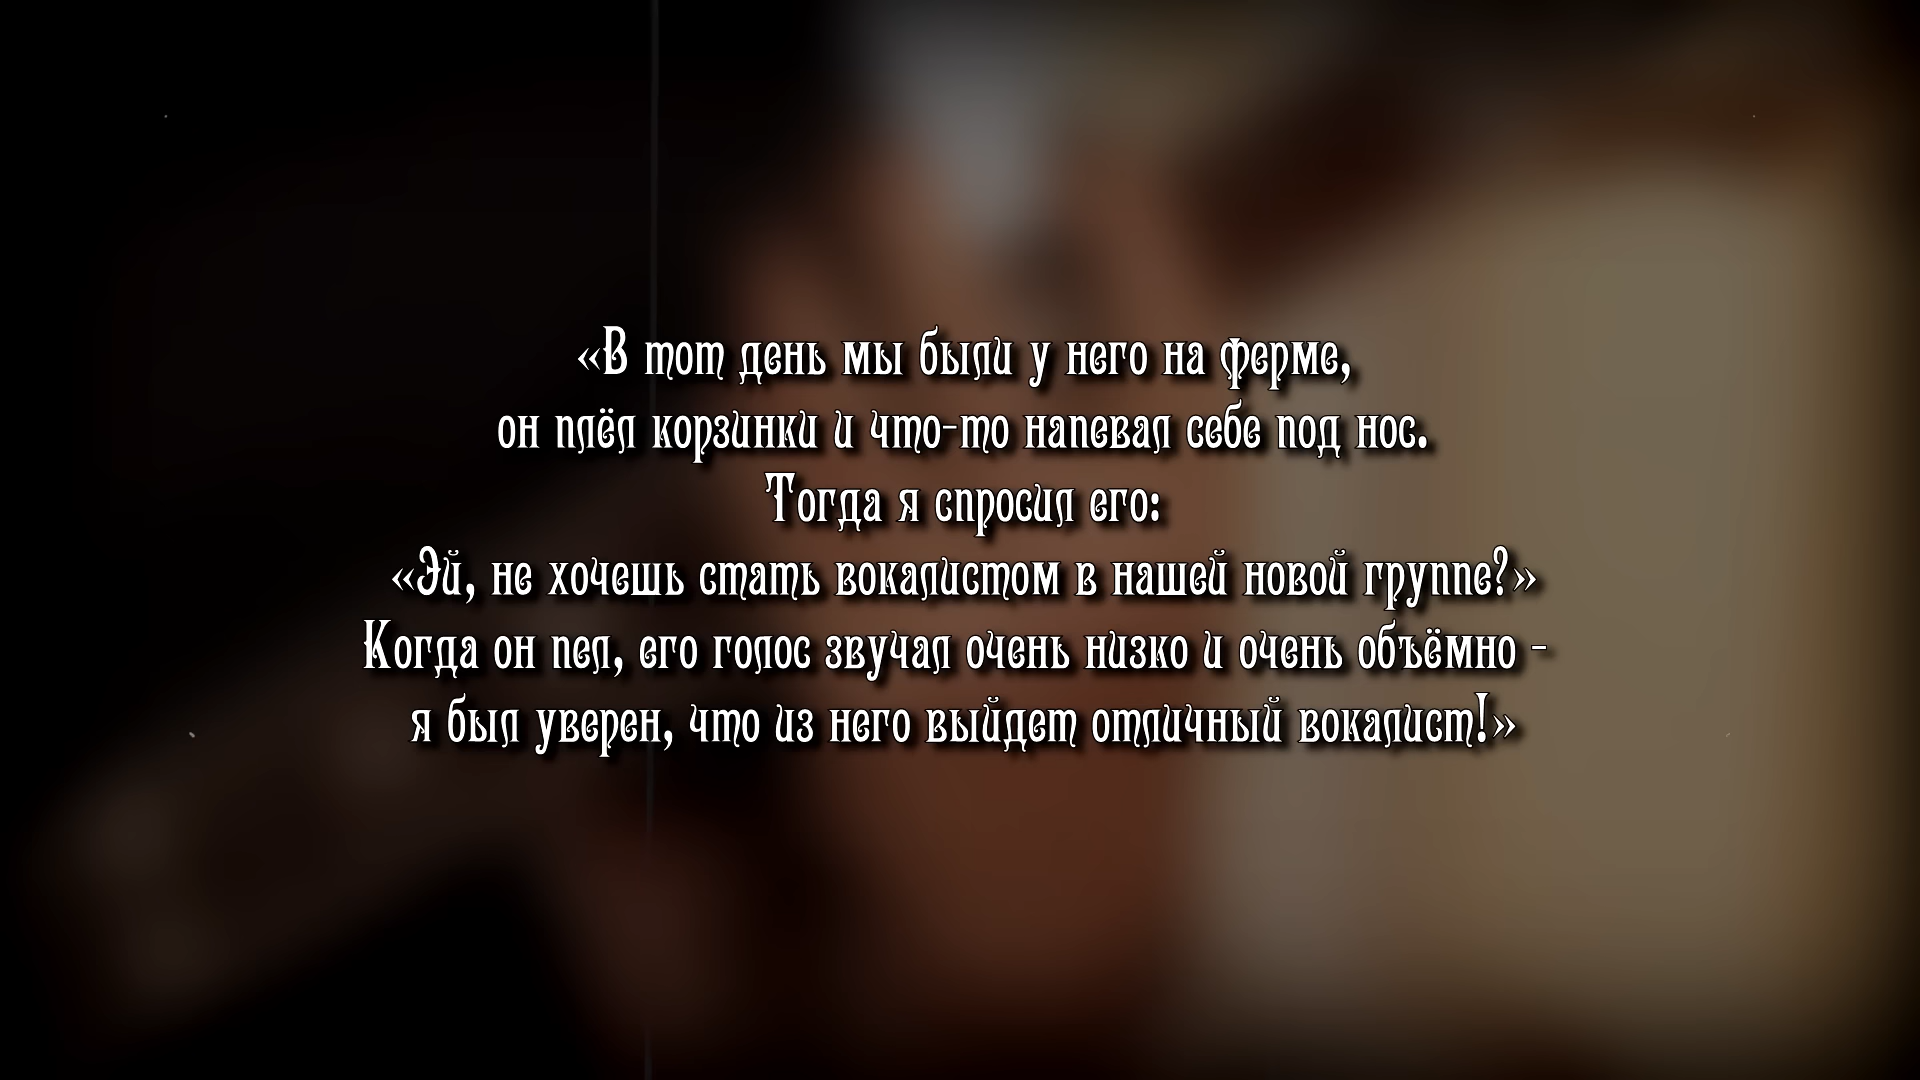 «В тот день мы были у него на ферме,
он плёл корзинки и что-то напевал себе под нос.
Тогда я спросил его:
«Эй, не хочешь стать вокалистом в нашей новой группе?»
Когда он пел, его голос звучал очень низко и очень объёмно -
я был уверен, что из него выйдет отличный вокалист!»